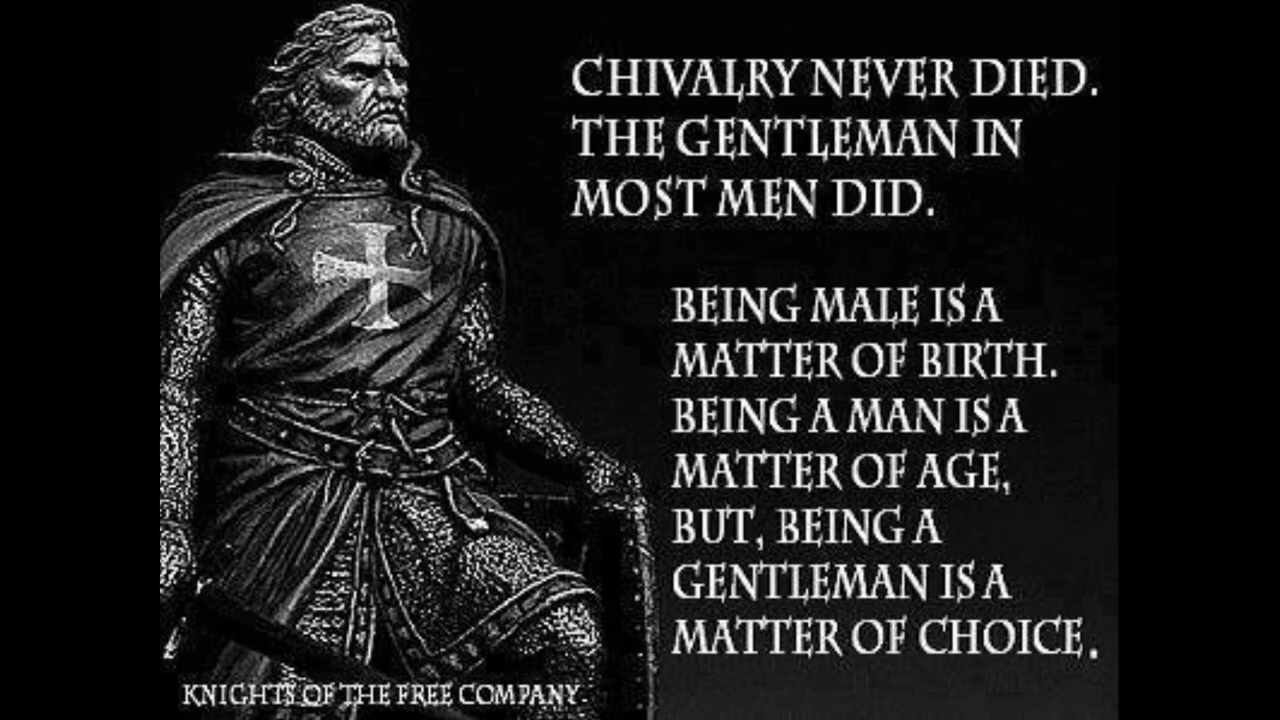 CHIVALRY NEVER DIED.
THE GENTLEMAN IN
MOST MEN DID.
BEING MALE IS A
MATTER OF BIRTH.
BEING A MAN IS A
MATTER OF AGE,
BUT, BEING A
GENTLEMAN IS A
MATTER OF CHOICE.
KNIGHTS OF THE FREE COMPANY.